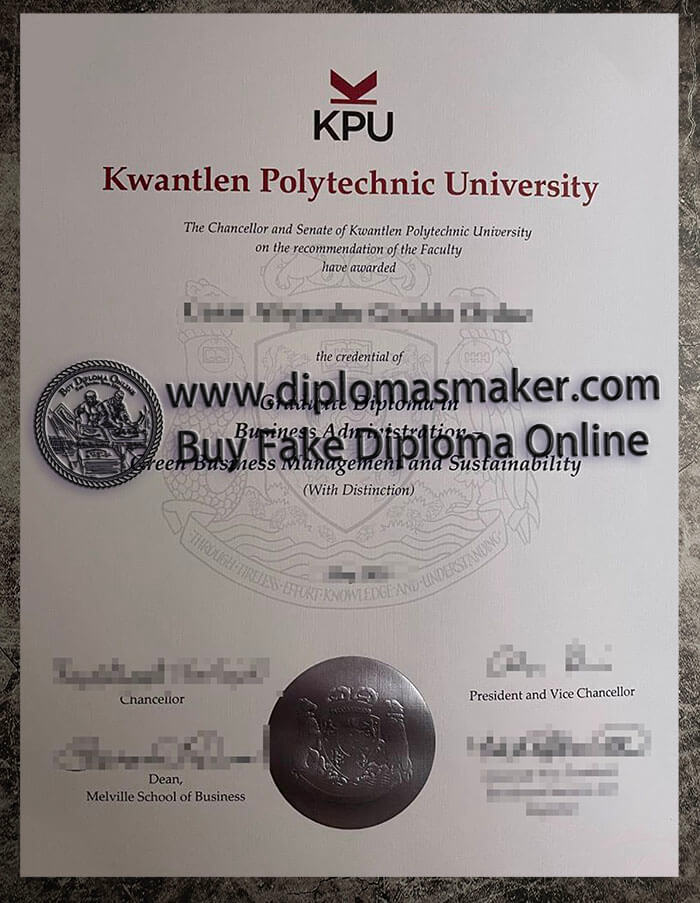 KPU
Kwantlen Polytechnic University
The Chancellor and Senate of Kwantlen Polytechnic University
on the recommendation of the Faculty
have awarded
the credential of
BUY DIPLOMA ONLINE
www.diplomasmaker.com
Graduate Diploma in
Business Administration –
Buy Fake Diploma Online
Green Business Management and Sustainability
(With Distinction)
THROUGH·TIRELESS·EFFORT·KNOWLEDGE·AND·UNDERSTANDING
Chancellor
President and Vice Chancellor
Dean,
Melville School of Business